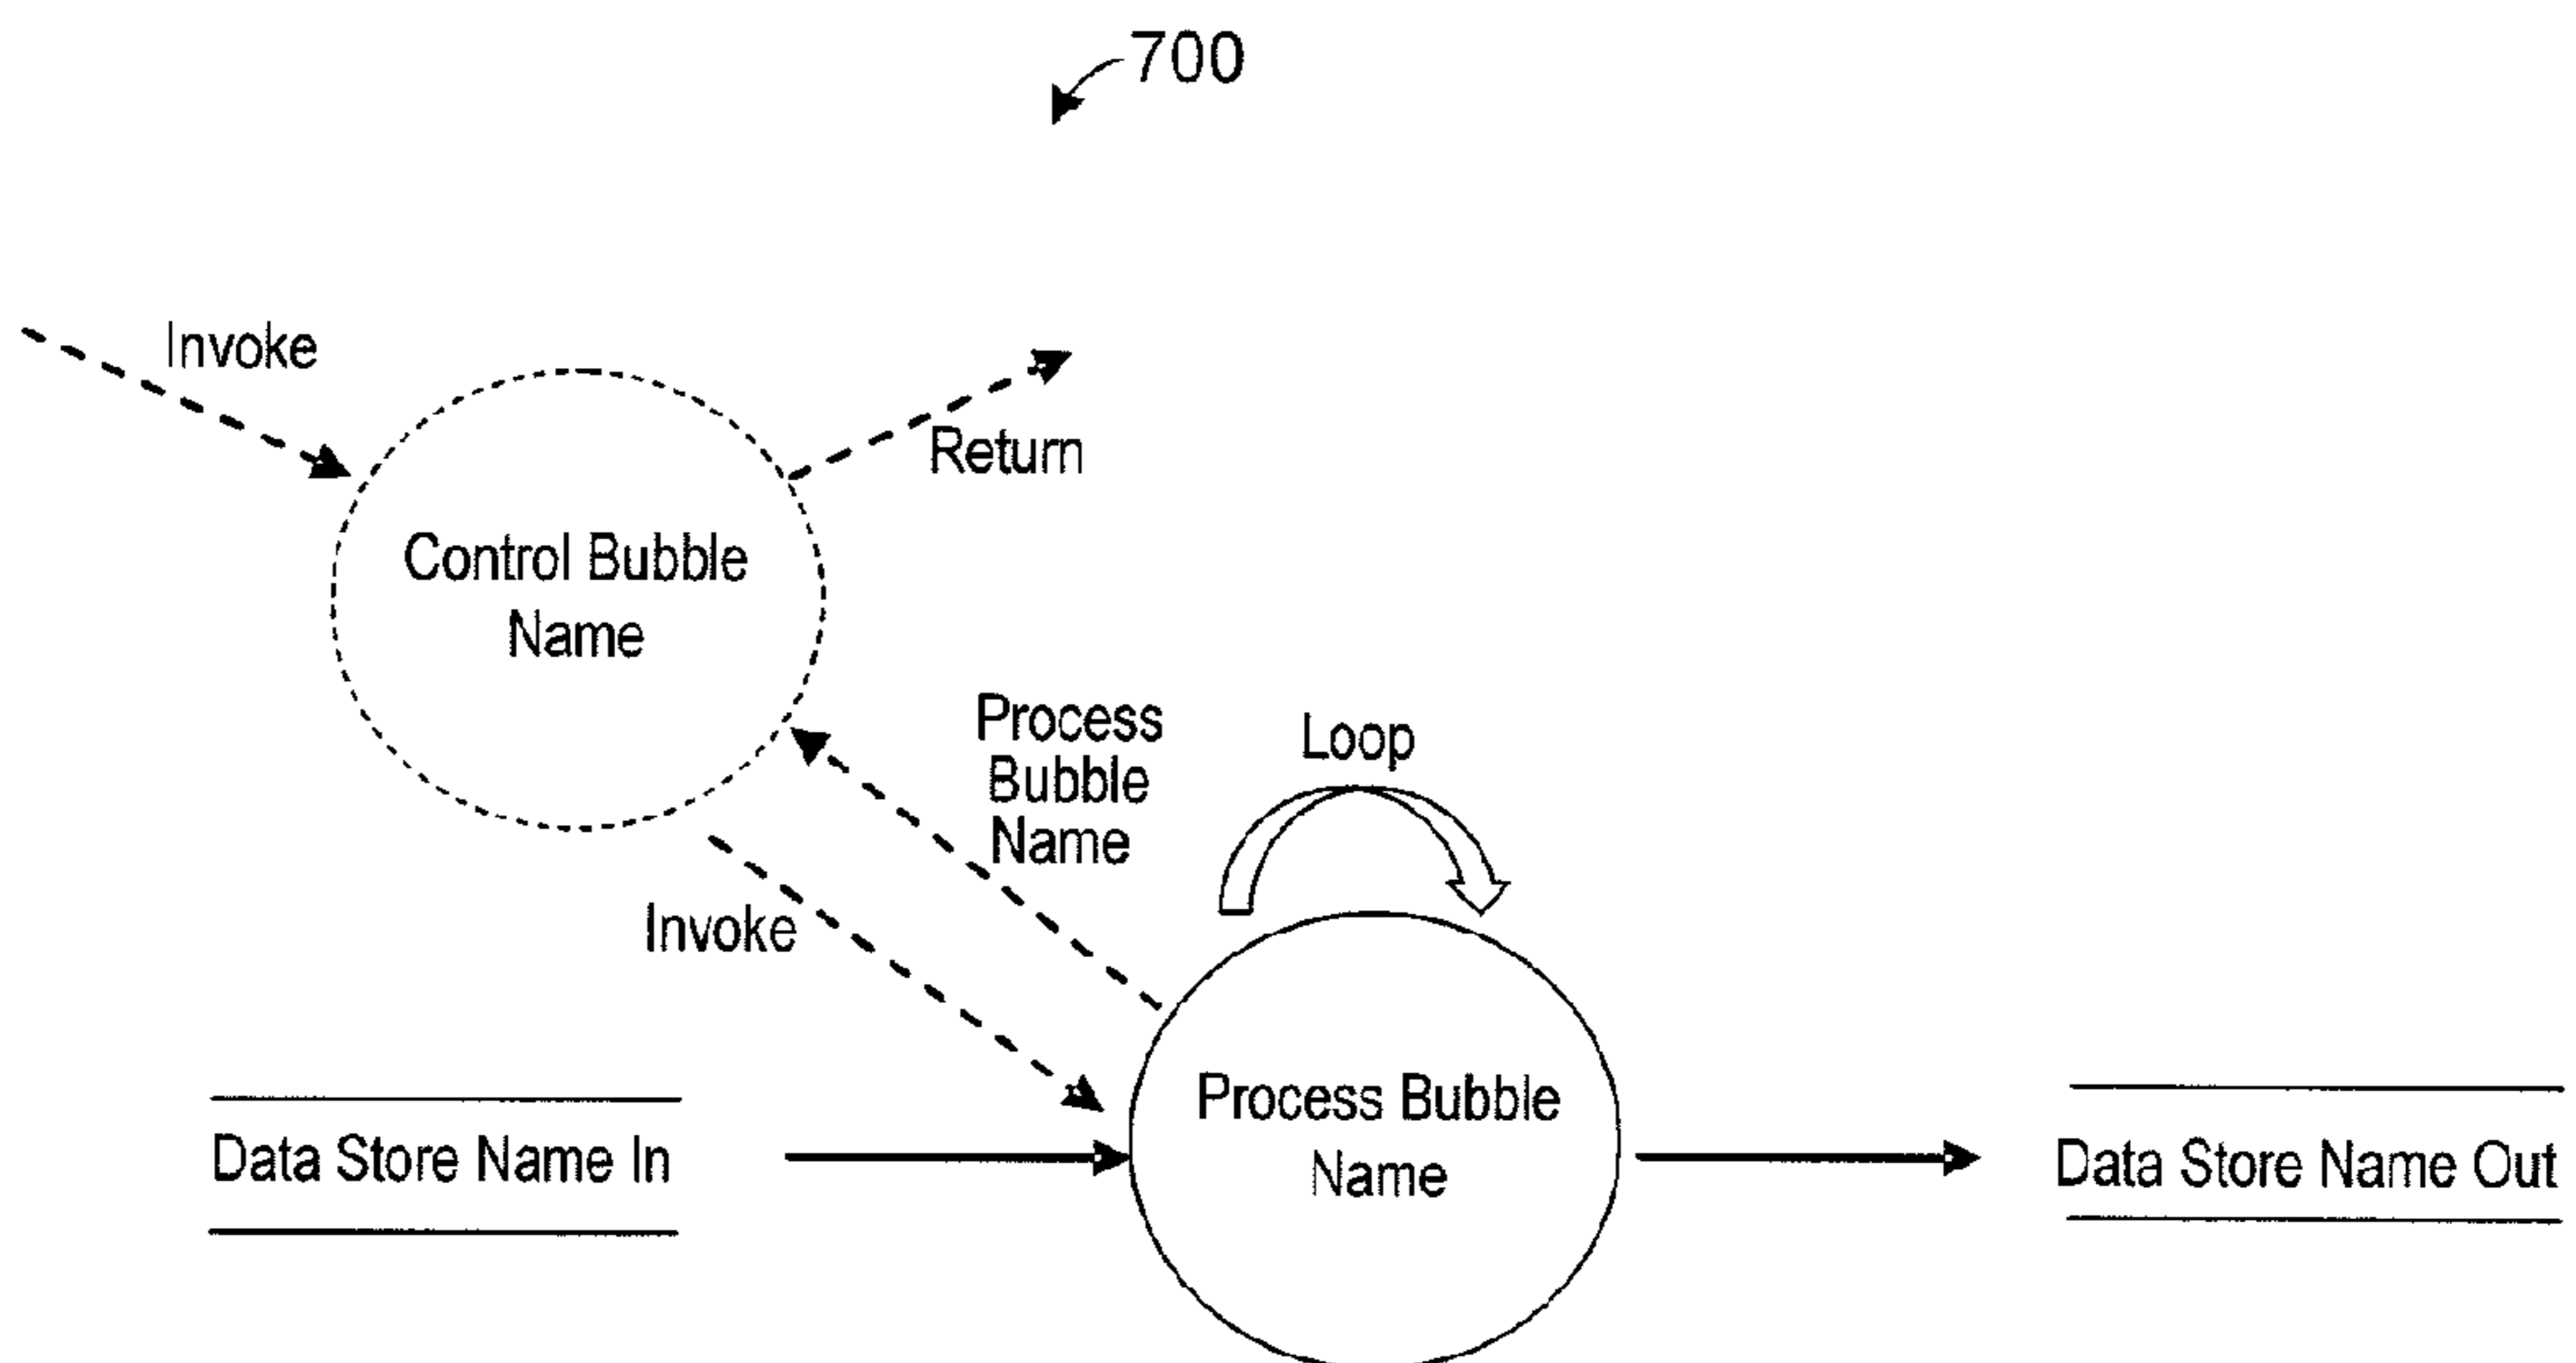 700
Invoke
Return
Control Bubble
Name
Process
Bubble
Name
Loop
Invoke
Data Store Name In
Process Bubble
Name
Data Store Name Out